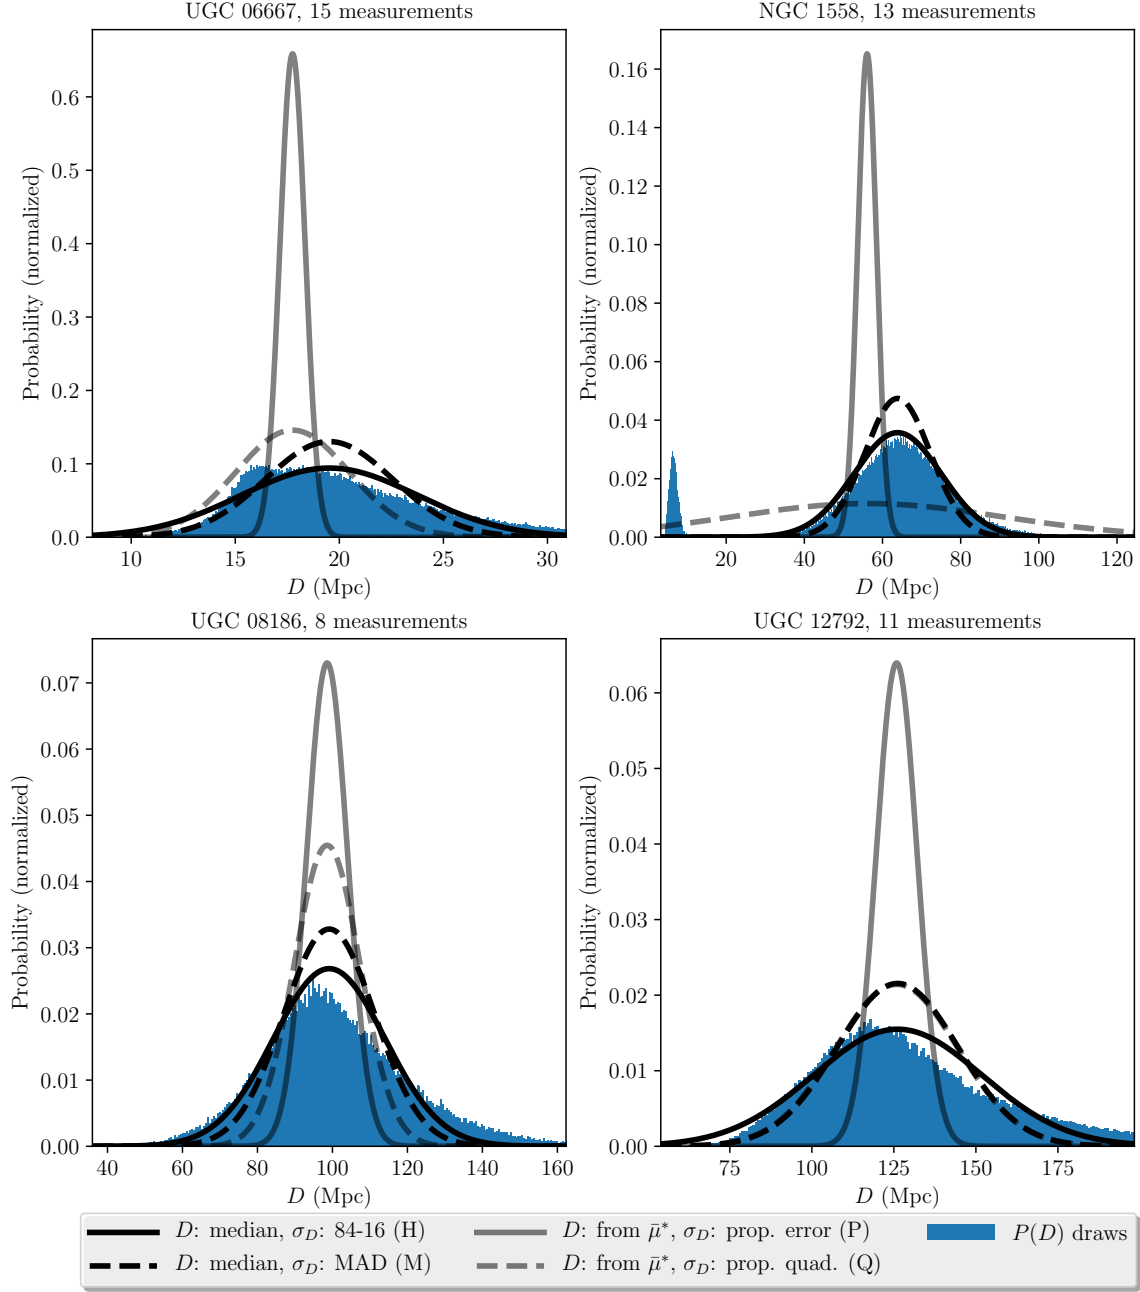 UGC 06667, 15 measurements
Probability (normalized)
0.6
0.5
0.4
0.3
0.2
0.1
0.0
10 15 20 25 30
D (Mpc)
NGC 1558, 13 measurements
Probability (normalized)
0.16
0.14
0.12
0.10
0.08
0.06
0.04
0.02
0.00
20 40 60 80 100 120
D (Mpc)
UGC 08186, 8 measurements
Probability (normalized)
0.07
0.06
0.05
0.04
0.03
0.02
0.01
0.00
40 60 80 100 120 140 160
D (Mpc)
UGC 12792, 11 measurements
Probability (normalized)
0.06
0.05
0.04
0.03
0.02
0.01
0.00
75 100 125 150 175
D (Mpc)
D: median, σ_D: 84-16 (H)
D: median, σ_D: MAD (M)
D: from μ̄*, σ_D: prop. error (P)
D: from μ̄*, σ_D: prop. quad. (Q)
P(D) draws